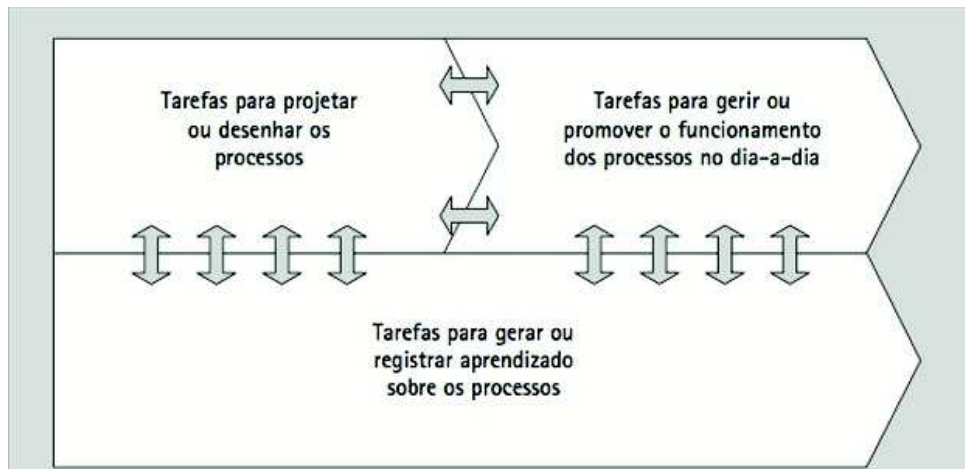 Tarefas para projetar
ou desenhar os
processos
Tarefas para gerir ou
promover o funcionamento
dos processos no dia-a-dia
Tarefas para gerar ou
registrar aprendizado
sobre os processos